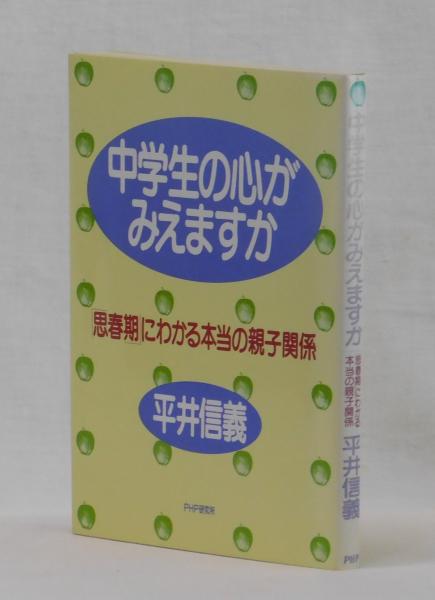 中学生の心が
みえますか
「思春期」にわかる本当の親子関係
平井信義
PHP研究所
中学生の心がみえますか
思春期にわかる
本当の親子関係
平井信義
PHP